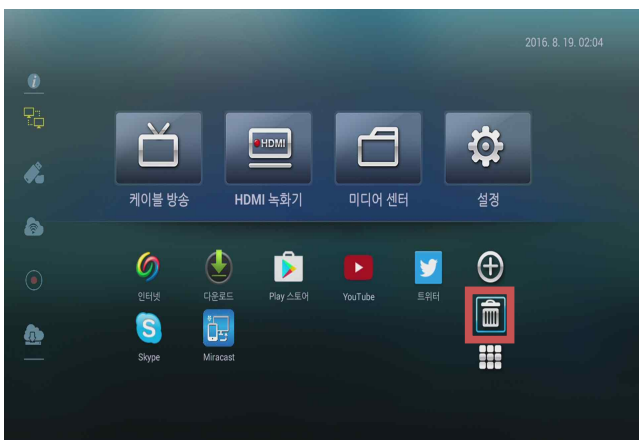 2016. 8. 19. 02:04
HDMI
케이블 방송
HDMI 녹화기
미디어 센터
설정
인터넷
다운로드
Play 스토어
YouTube
트위터
Skype
Miracast